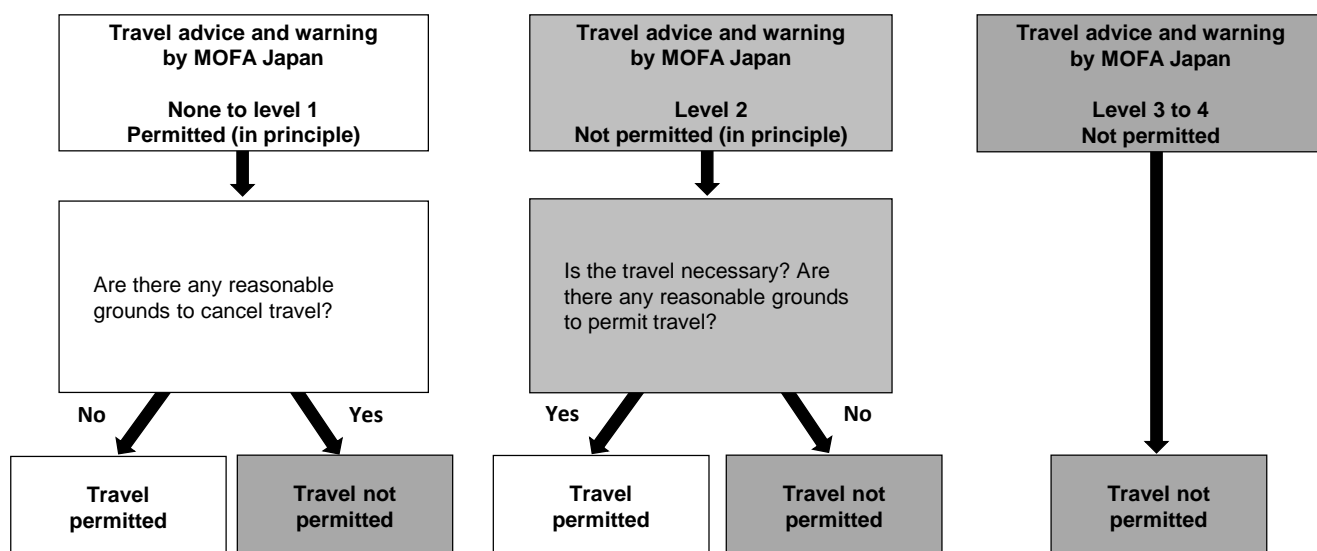 Travel advice and warning
by MOFA Japan
None to level 1
Permitted (in principle)
Are there any reasonable
grounds to cancel travel?
No
Yes
Travel
permitted
Travel not
permitted
Travel advice and warning
by MOFA Japan
Level 2
Not permitted (in principle)
Is the travel necessary? Are
there any reasonable grounds
to permit travel?
Yes
No
Travel
permitted
Travel not
permitted
Travel advice and warning
by MOFA Japan
Level 3 to 4
Not permitted
Travel not
permitted